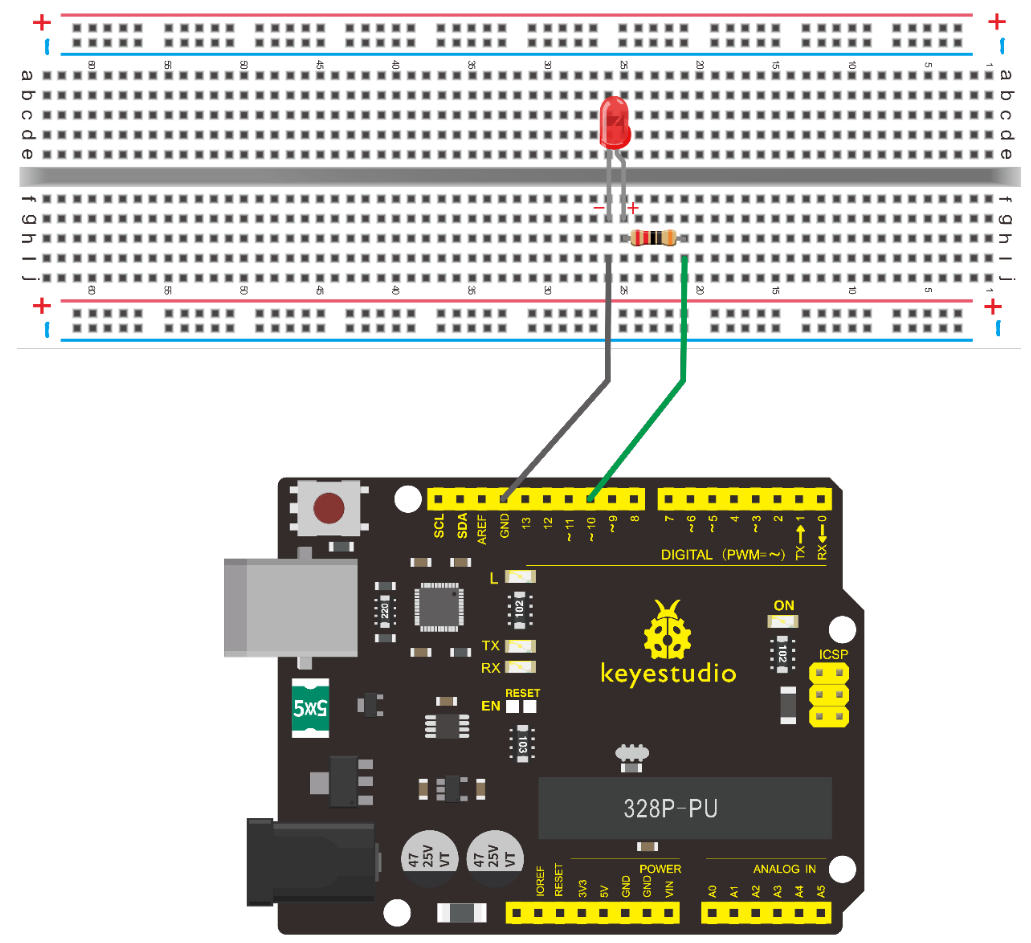 + +
− −
60 55 50 45 40 35 30 25 20 15 10 5 1
a a
b b
c c
d d
e e
− +
f f
g g
h h
I I
j j
60 55 50 45 40 35 30 25 20 15 10 5 1
+ +
− −
SCL SDA AREF GND 13 12 ~11 ~10 ~9 8 7 ~6 ~5 4 ~3 2 TX→1 RX←0
DIGITAL (PWM=~)
L
220
102
ON
TX
RX
102
ICSP
keyestudio
5W5
RESET
EN
103
328P-PU
47 25V VT
47 25V VT
POWER
ANALOG IN
IOREF RESET 3V3 5V GND GND VIN A0 A1 A2 A3 A4 A5